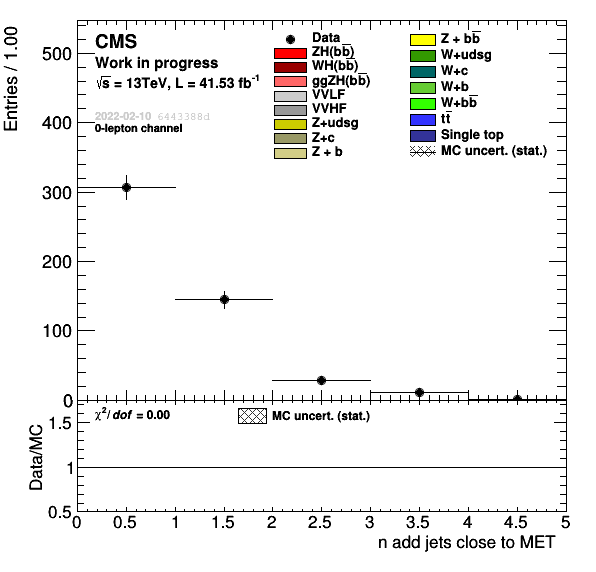 Entries / 1.00
500
400
300
200
100
0
CMS
Work in progress
√s = 13TeV, L = 41.53 fb⁻¹
2022-02-10 6443388d
0-lepton channel
Data
ZH(bb̅)
WH(bb̅)
ggZH(bb̅)
VVLF
VVHF
Z+udsg
Z+c
Z + b
Z + bb̅
W+udsg
W+c
W+b
W+bb̅
tt̅
Single top
MC uncert. (stat.)
Data/MC
1.5
1
0.5
χ²/dof = 0.00
MC uncert. (stat.)
0 0.5 1 1.5 2 2.5 3 3.5 4 4.5 5
n add jets close to MET